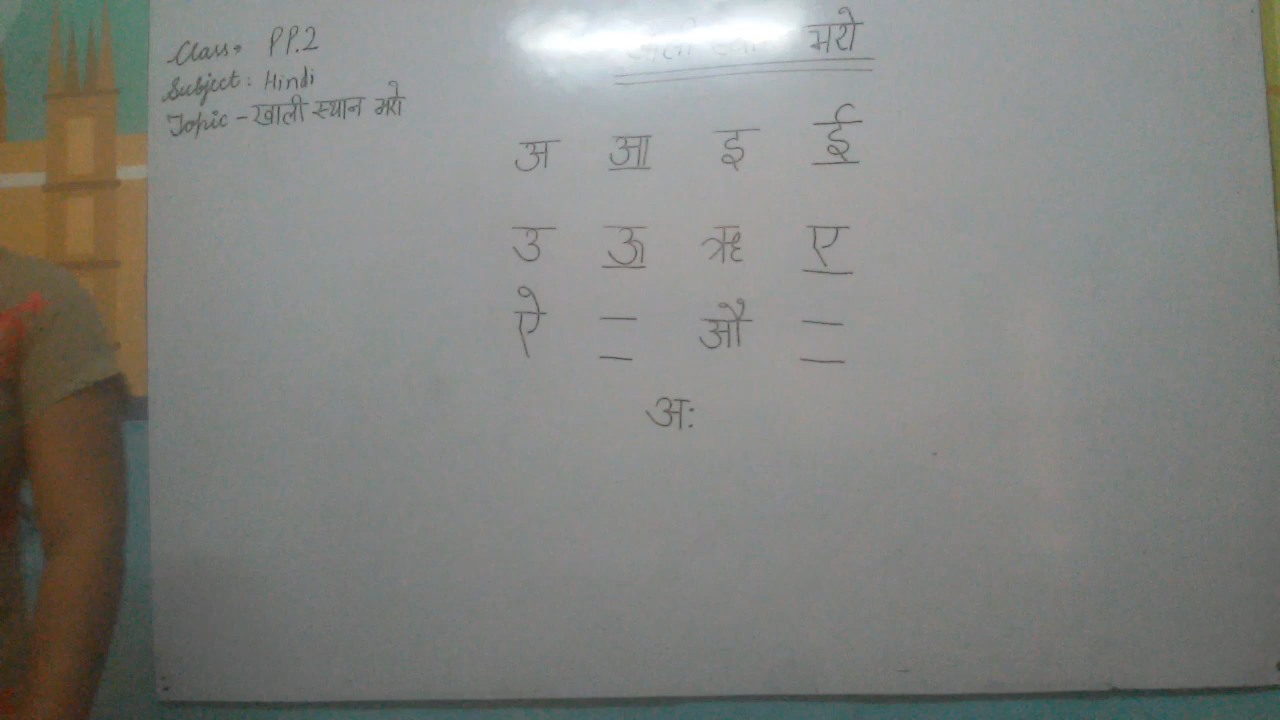 Class: PP.2
Subject: Hindi
Topic - खाली स्थान भरो
भरो
अ आ इ ई
उ ऊ ऋ ए
ऐ _ औ _
अः